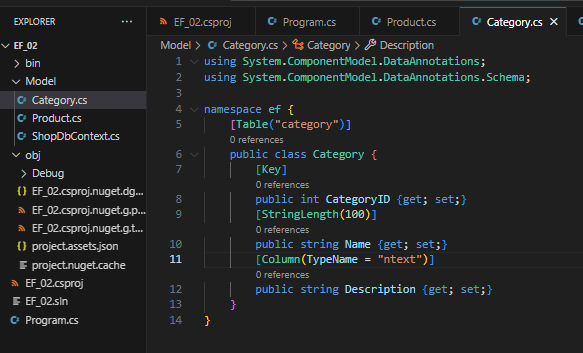 EXPLORER
EF_02
bin
Model
Category.cs
Product.cs
ShopDbContext.cs
obj
Debug
EF_02.csproj.nuget.dg...
EF_02.csproj.nuget.g.p...
EF_02.csproj.nuget.g.t...
project.assets.json
project.nuget.cache
EF_02.csproj
EF_02.sln
Program.cs
EF_02.csproj
Program.cs
Product.cs
Category.cs
Model > Category.cs > Category > Description
1 using System.ComponentModel.DataAnnotations;
2 using System.ComponentModel.DataAnnotations.Schema;
3
4 namespace ef {
5 [Table("category")]
0 references
6 public class Category {
7 [Key]
0 references
8 public int CategoryID {get; set;}
9 [StringLength(100)]
0 references
10 public string Name {get; set;}
11 [Column(TypeName = "ntext")]
0 references
12 public string Description {get; set;}
13 }
14 }